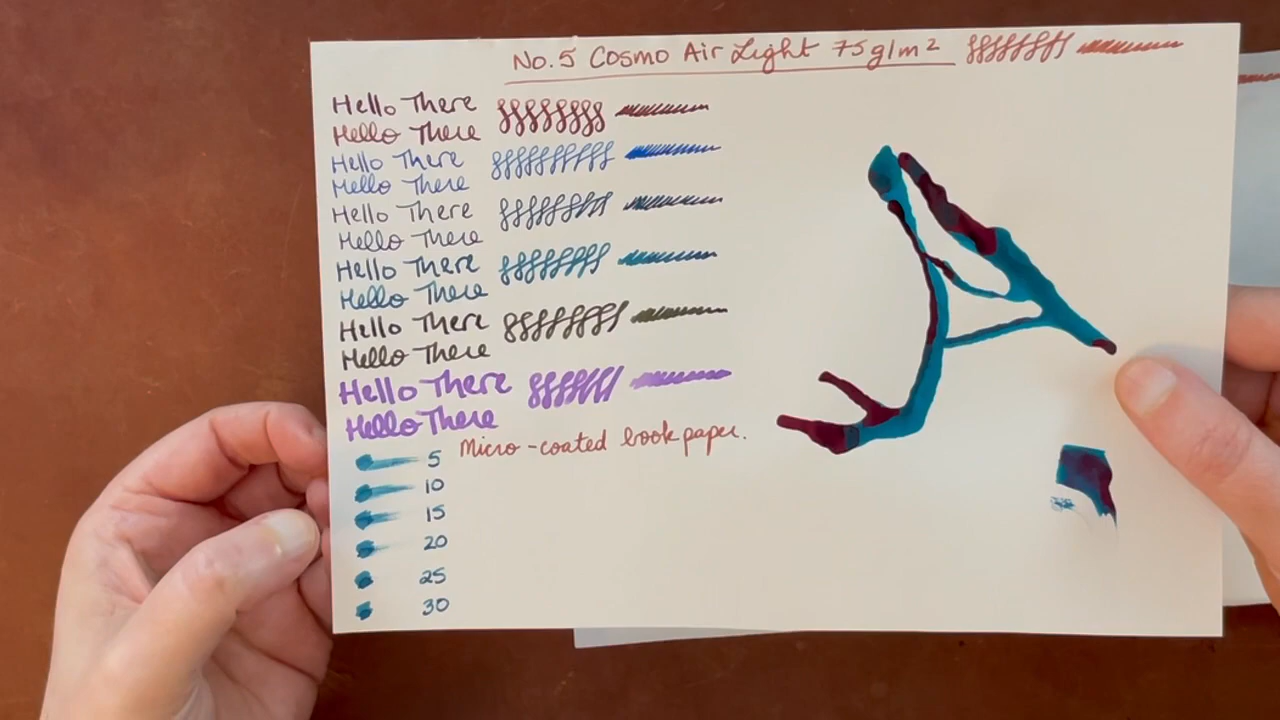 No.5 Cosmo Air Light 75g/m2
Hello There
Hello There
Hello There
Hello There
Hello There
Hello There
Hello There
Hello There
Hello There
Hello There
Hello There
Hello There
Micro-coated book paper.
5
10
15
20
25
30